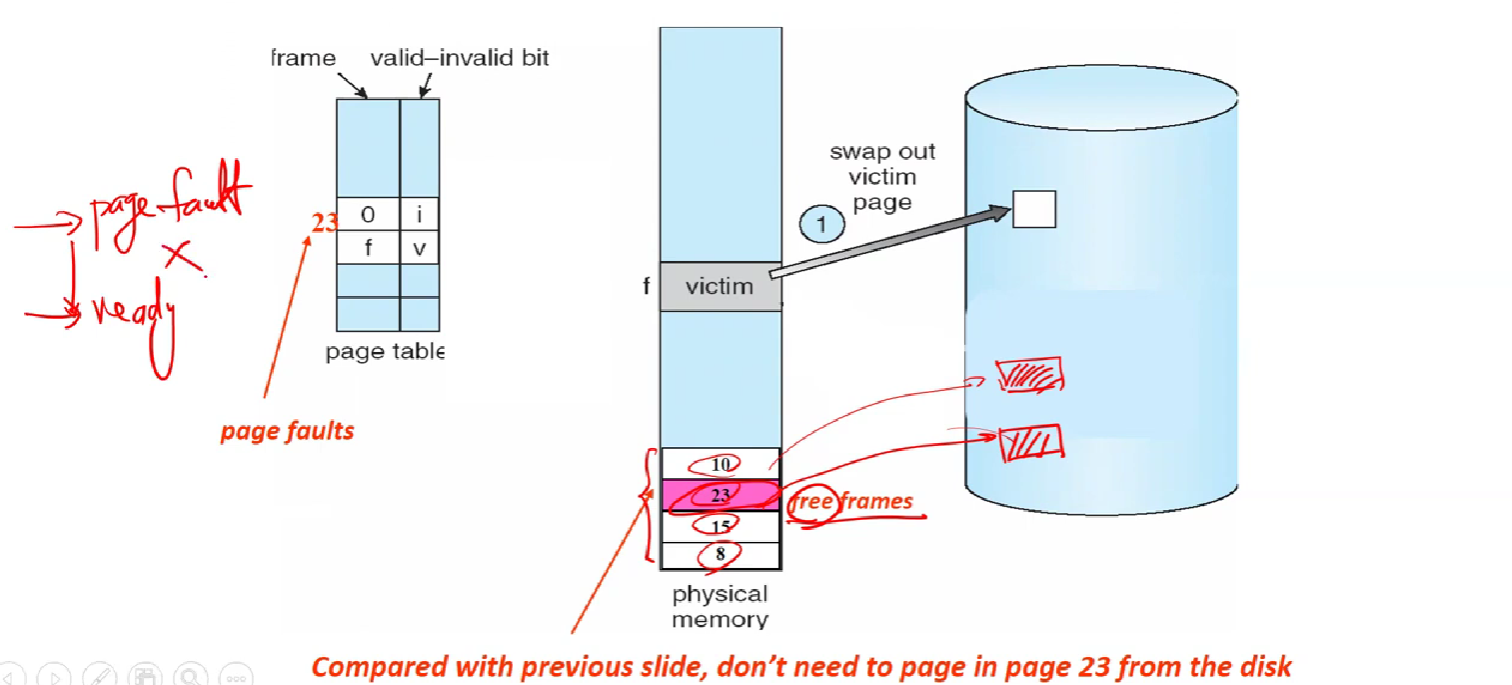 frame valid–invalid bit
page fault
ready
23
0 i
f v
page table
page faults
f
victim
swap out
victim
page
1
10
23
15
8
free frames
physical
memory
Compared with previous slide, don’t need to page in page 23 from the disk